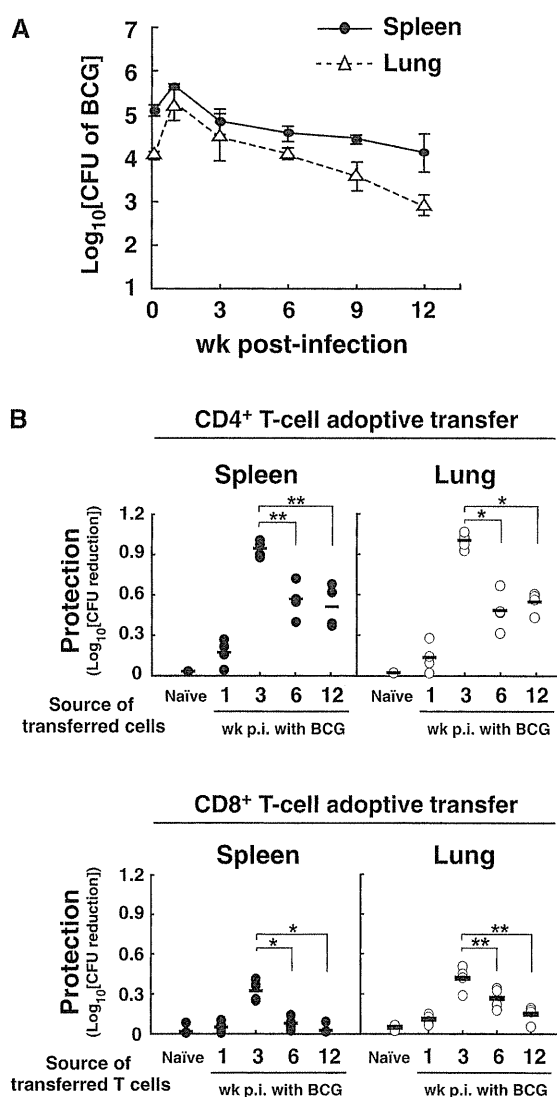 A
Spleen
Lung
Log10[CFU of BCG]
7
6
5
4
3
2
1
0 3 6 9 12
wk post-infection
B
CD4+ T-cell adoptive transfer
Spleen Lung
Protection
(Log10[CFU reduction])
1.2
0.9
0.6
0.3
0
** **
* *
Naïve 1 3 6 12 Naïve 1 3 6 12
Source of
transferred cells
wk p.i. with BCG wk p.i. with BCG
CD8+ T-cell adoptive transfer
Spleen Lung
Protection
(Log10[CFU reduction])
1.2
0.9
0.6
0.3
0
* *
** **
Naïve 1 3 6 12 Naïve 1 3 6 12
Source of
transferred T cells
wk p.i. with BCG wk p.i. with BCG